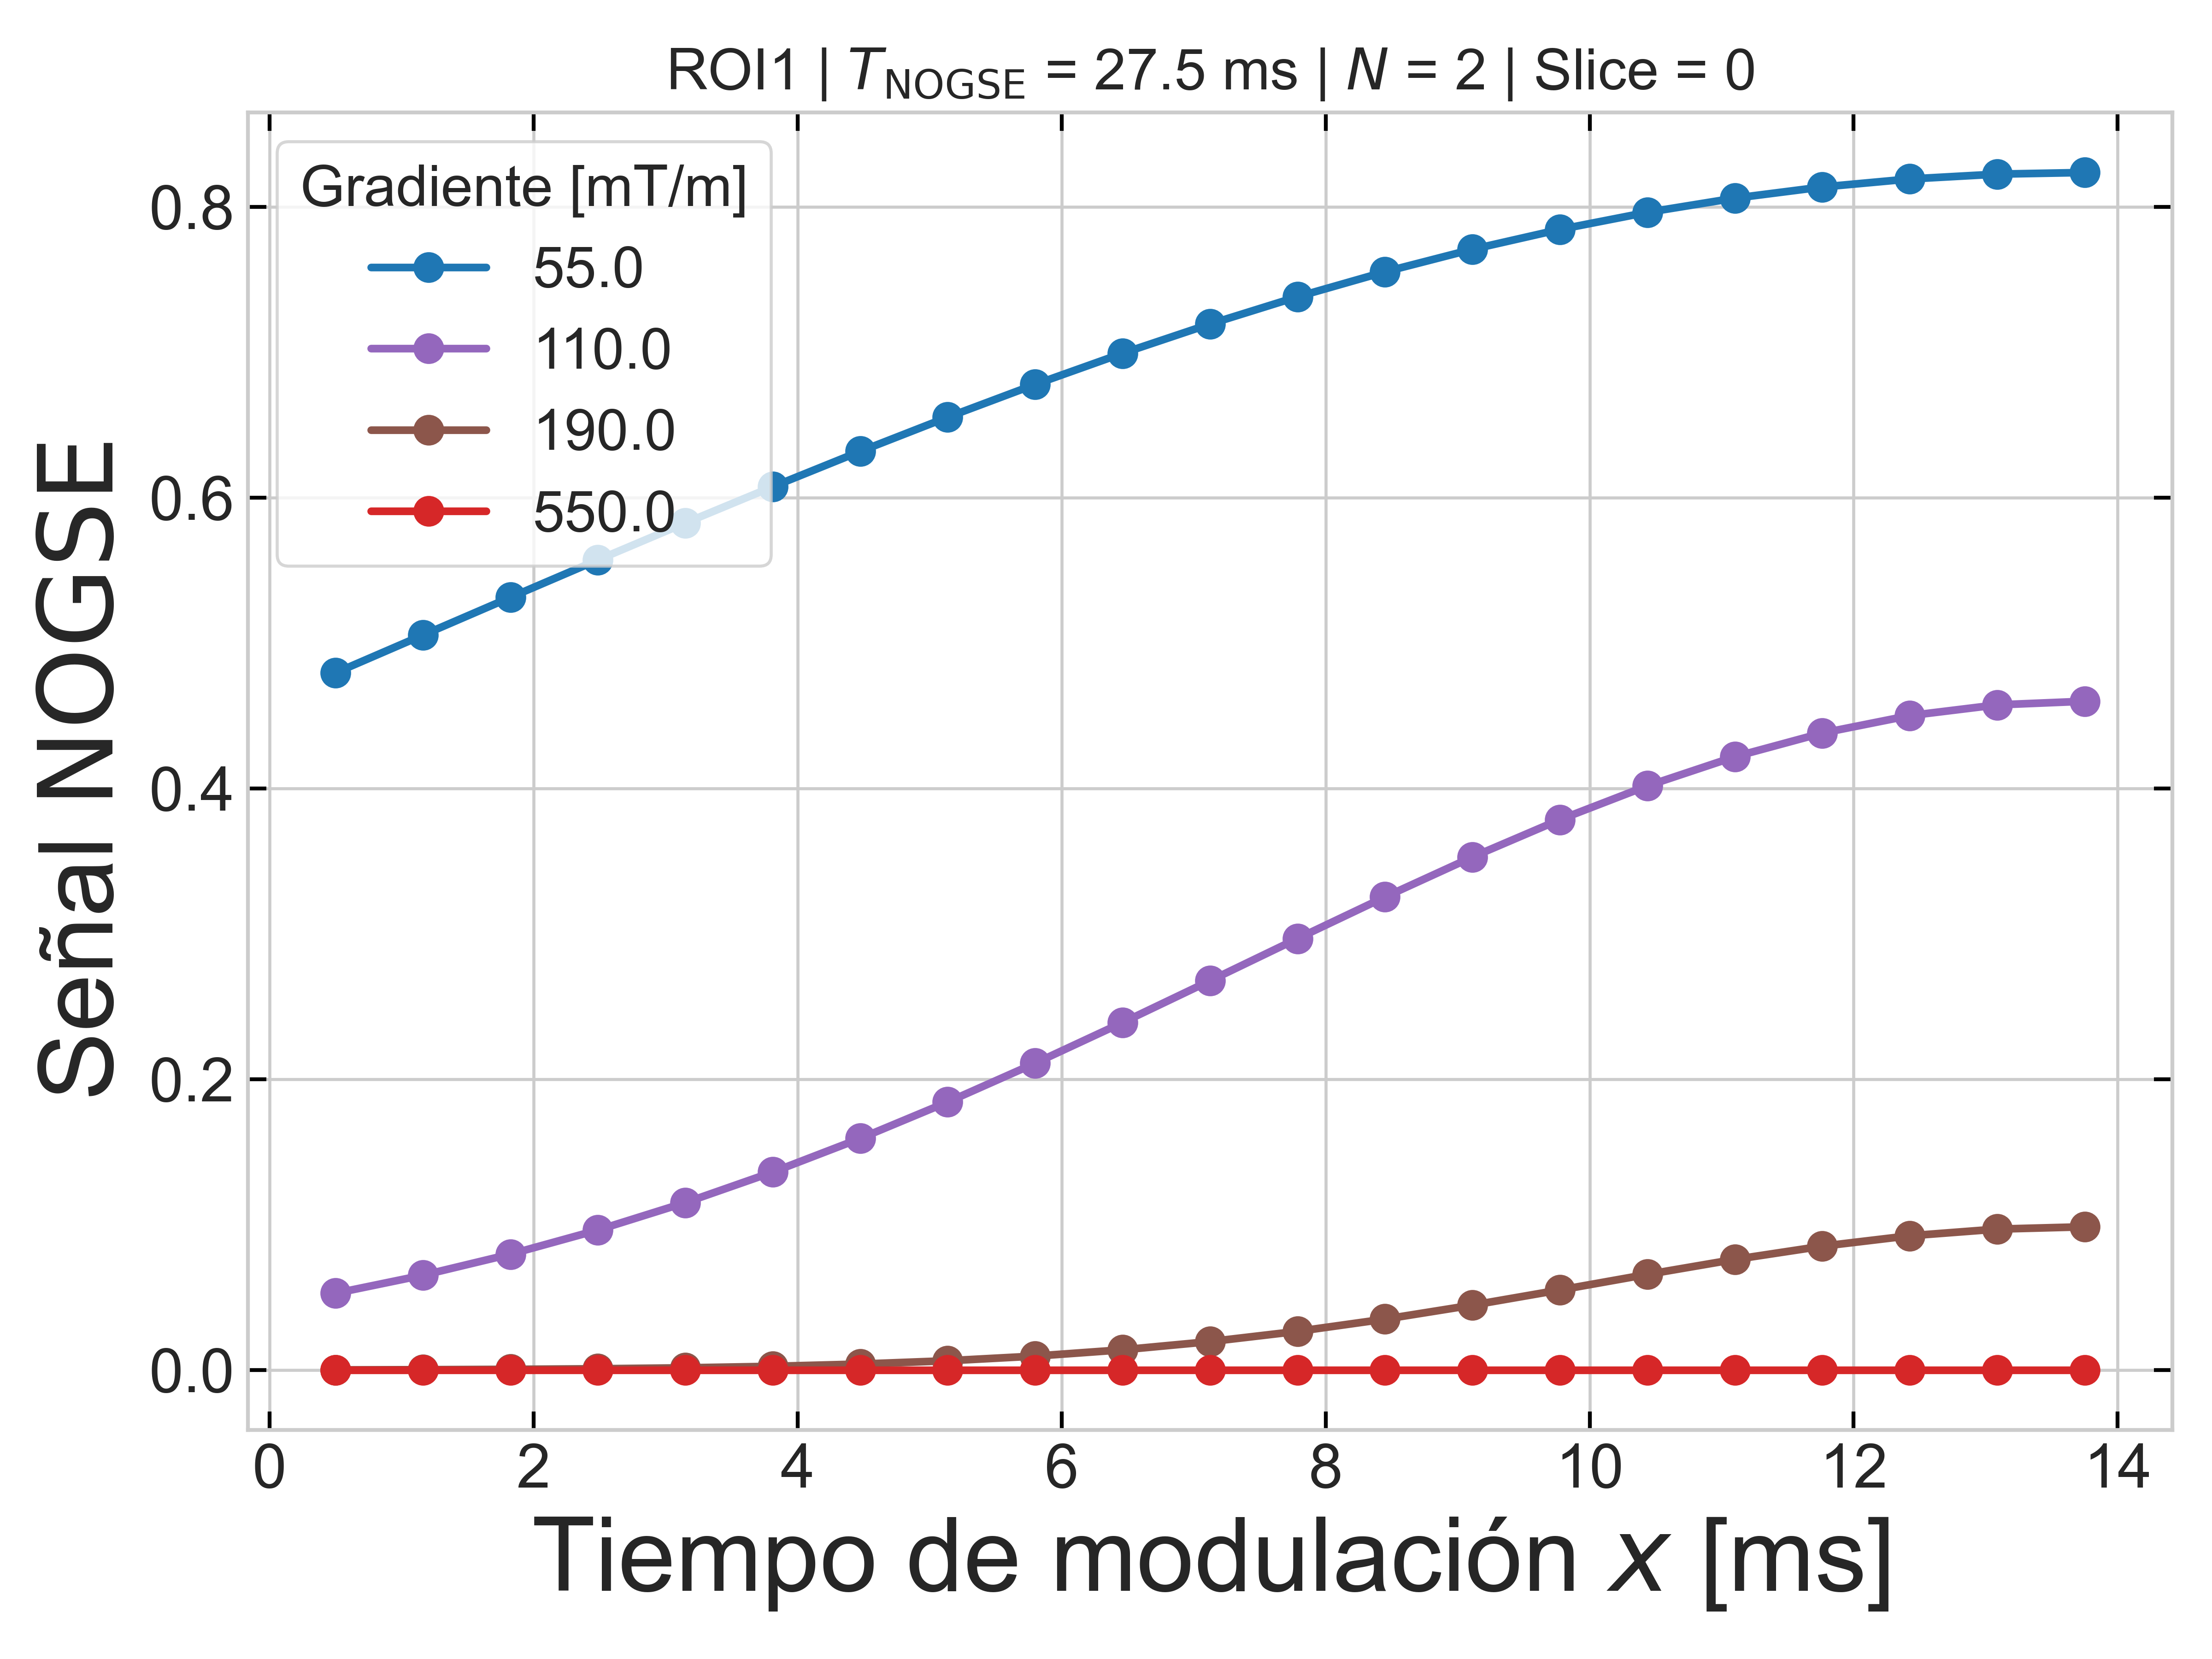 ROI1 | T_NOGSE = 27.5 ms | N = 2 | Slice = 0
Señal NOGSE
0.8
0.6
0.4
0.2
0.0
Gradiente [mT/m]
55.0
110.0
190.0
550.0
0 2 4 6 8 10 12 14
Tiempo de modulación x [ms]